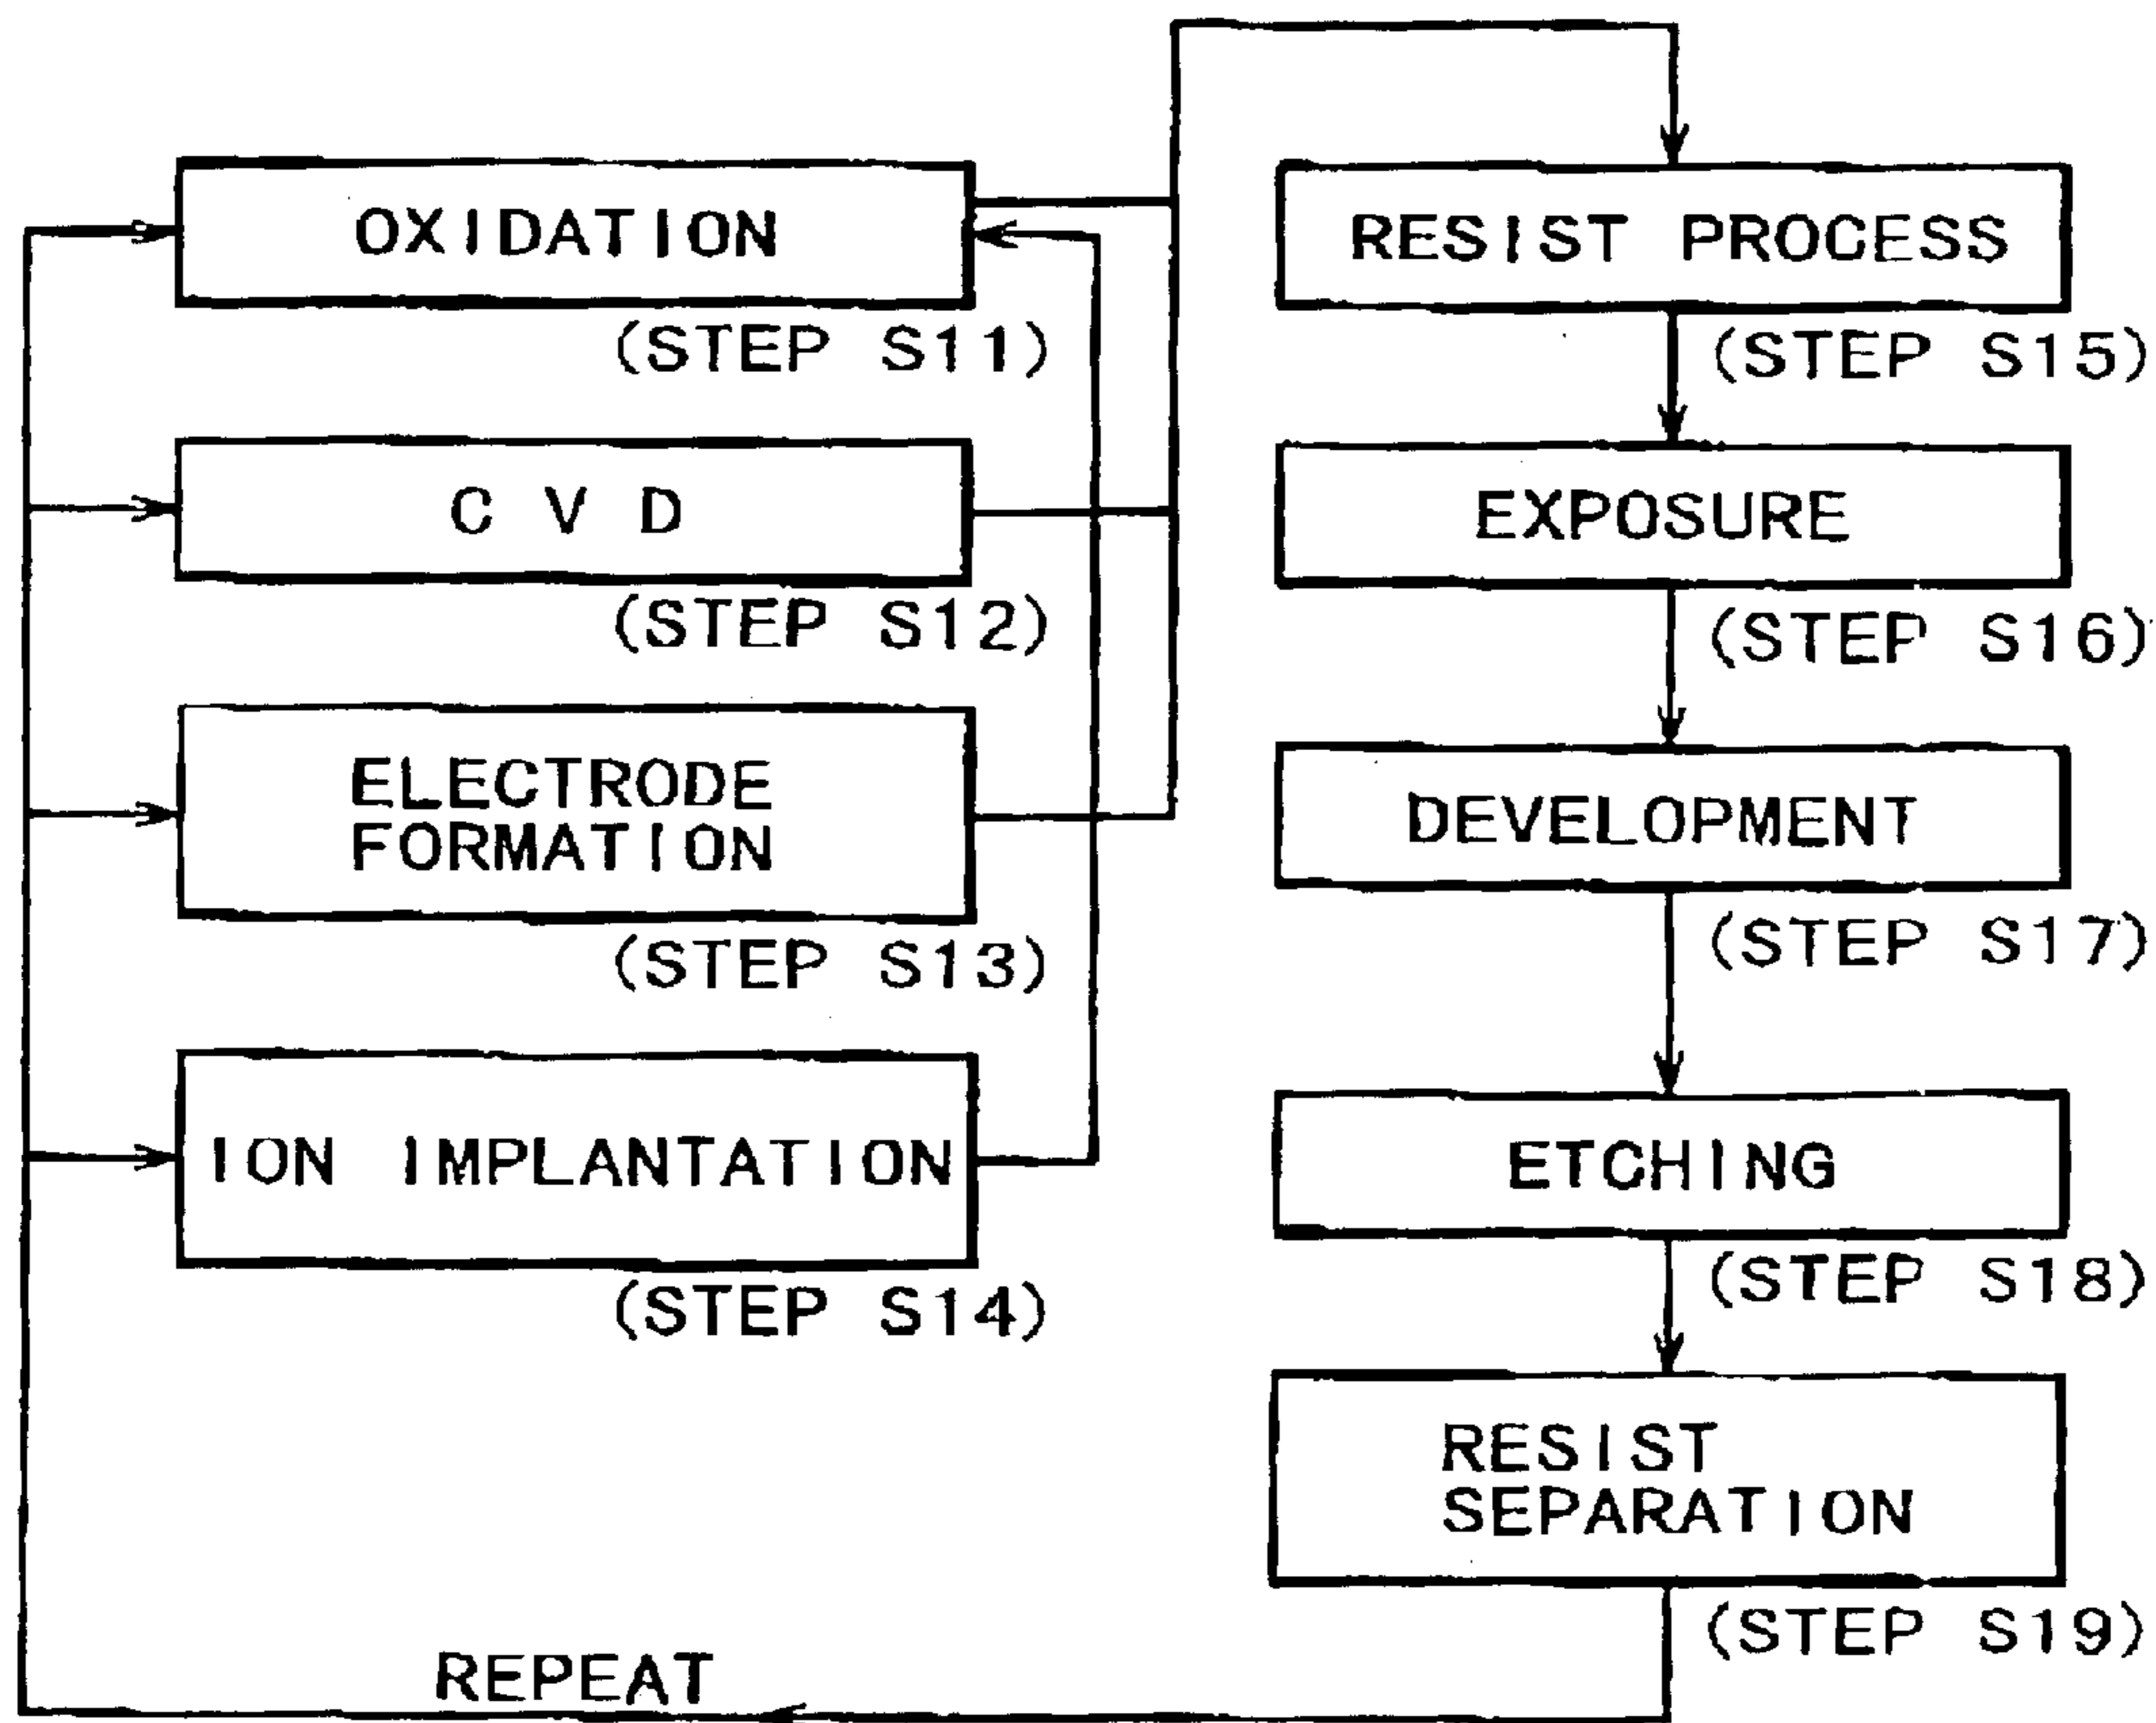 OXIDATION
(STEP S11)
C V D
(STEP S12)
ELECTRODE
FORMATION
(STEP S13)
ION IMPLANTATION
(STEP S14)
RESIST PROCESS
(STEP S15)
EXPOSURE
(STEP S16)
DEVELOPMENT
(STEP S17)
ETCHING
(STEP S18)
RESIST
SEPARATION
(STEP S19)
REPEAT